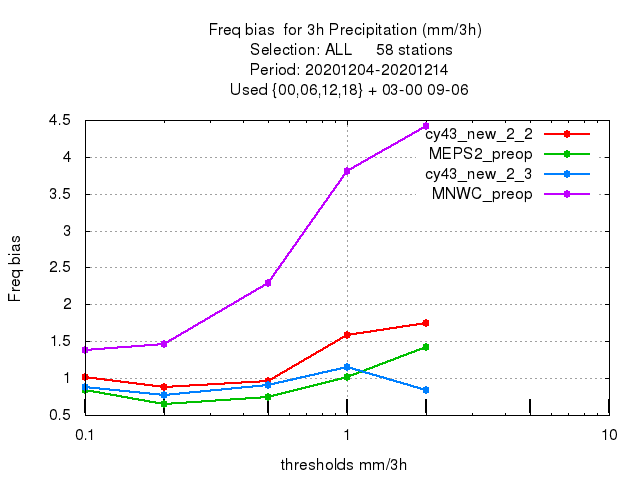 Freq bias  for 3h Precipitation (mm/3h)
Selection: ALL     58 stations
Period: 20201204-20201214
Used {00,06,12,18} + 03-00 09-06
4.5
4
3.5
3
2.5
2
1.5
1
0.5
Freq bias
cy43_new_2_2
MEPS2_preop
cy43_new_2_3
MNWC_preop
0.1
1
10
thresholds mm/3h